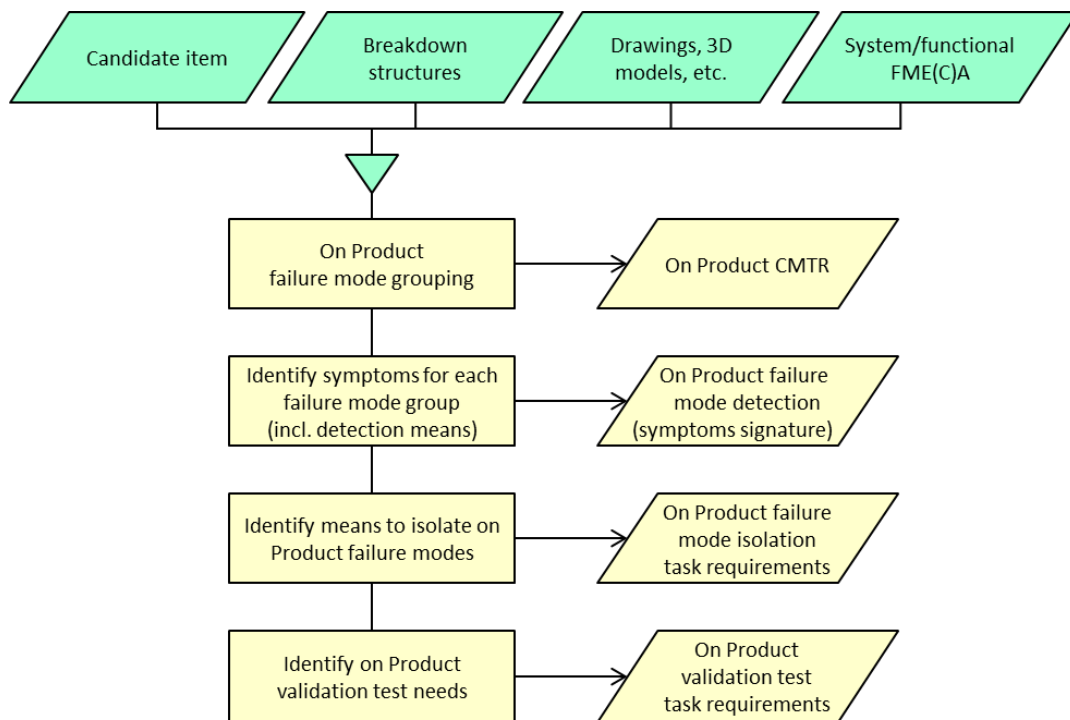 Candidate item
Breakdown
structures
Drawings, 3D
models, etc.
System/functional
FME(C)A
On Product
failure mode grouping
On Product CMTR
Identify symptoms for each
failure mode group
(incl. detection means)
On Product failure
mode detection
(symptoms signature)
Identify means to isolate on
Product failure modes
On Product failure
mode isolation
task requirements
Identify on Product
validation test needs
On Product
validation test
task requirements